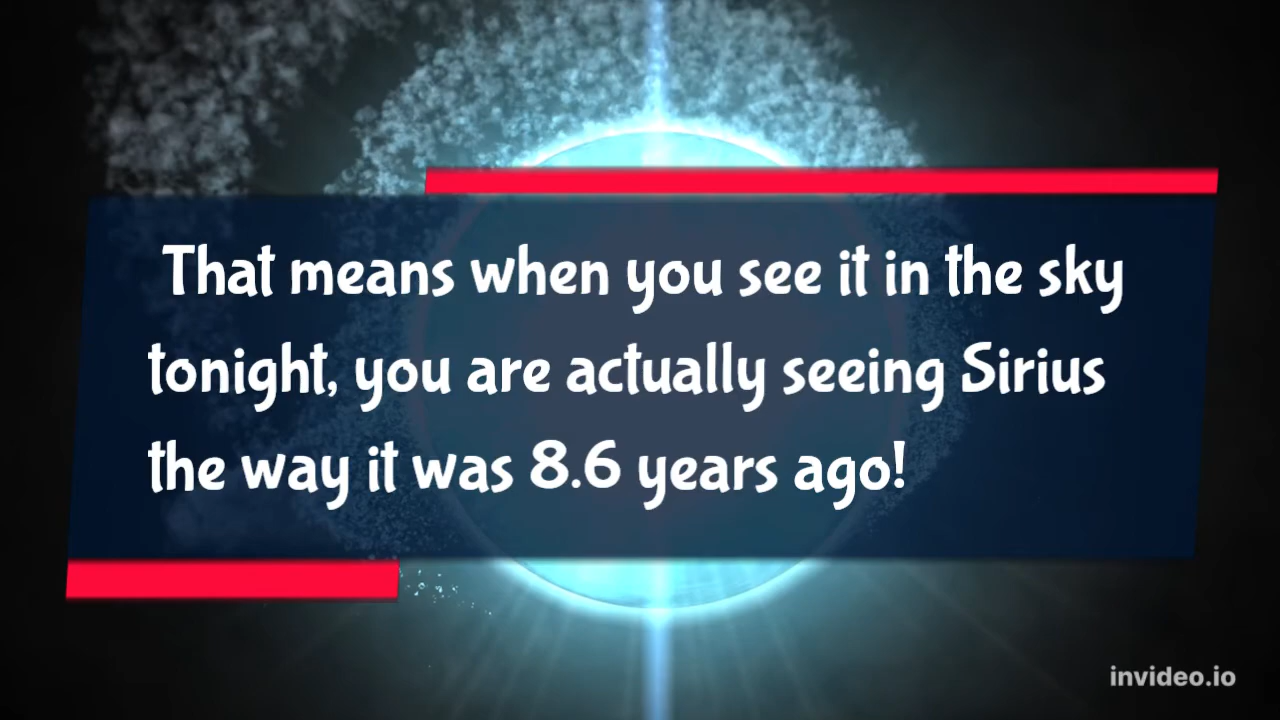 That means when you see it in the sky
tonight, you are actually seeing Sirius
the way it was 8.6 years ago!
invideo.io